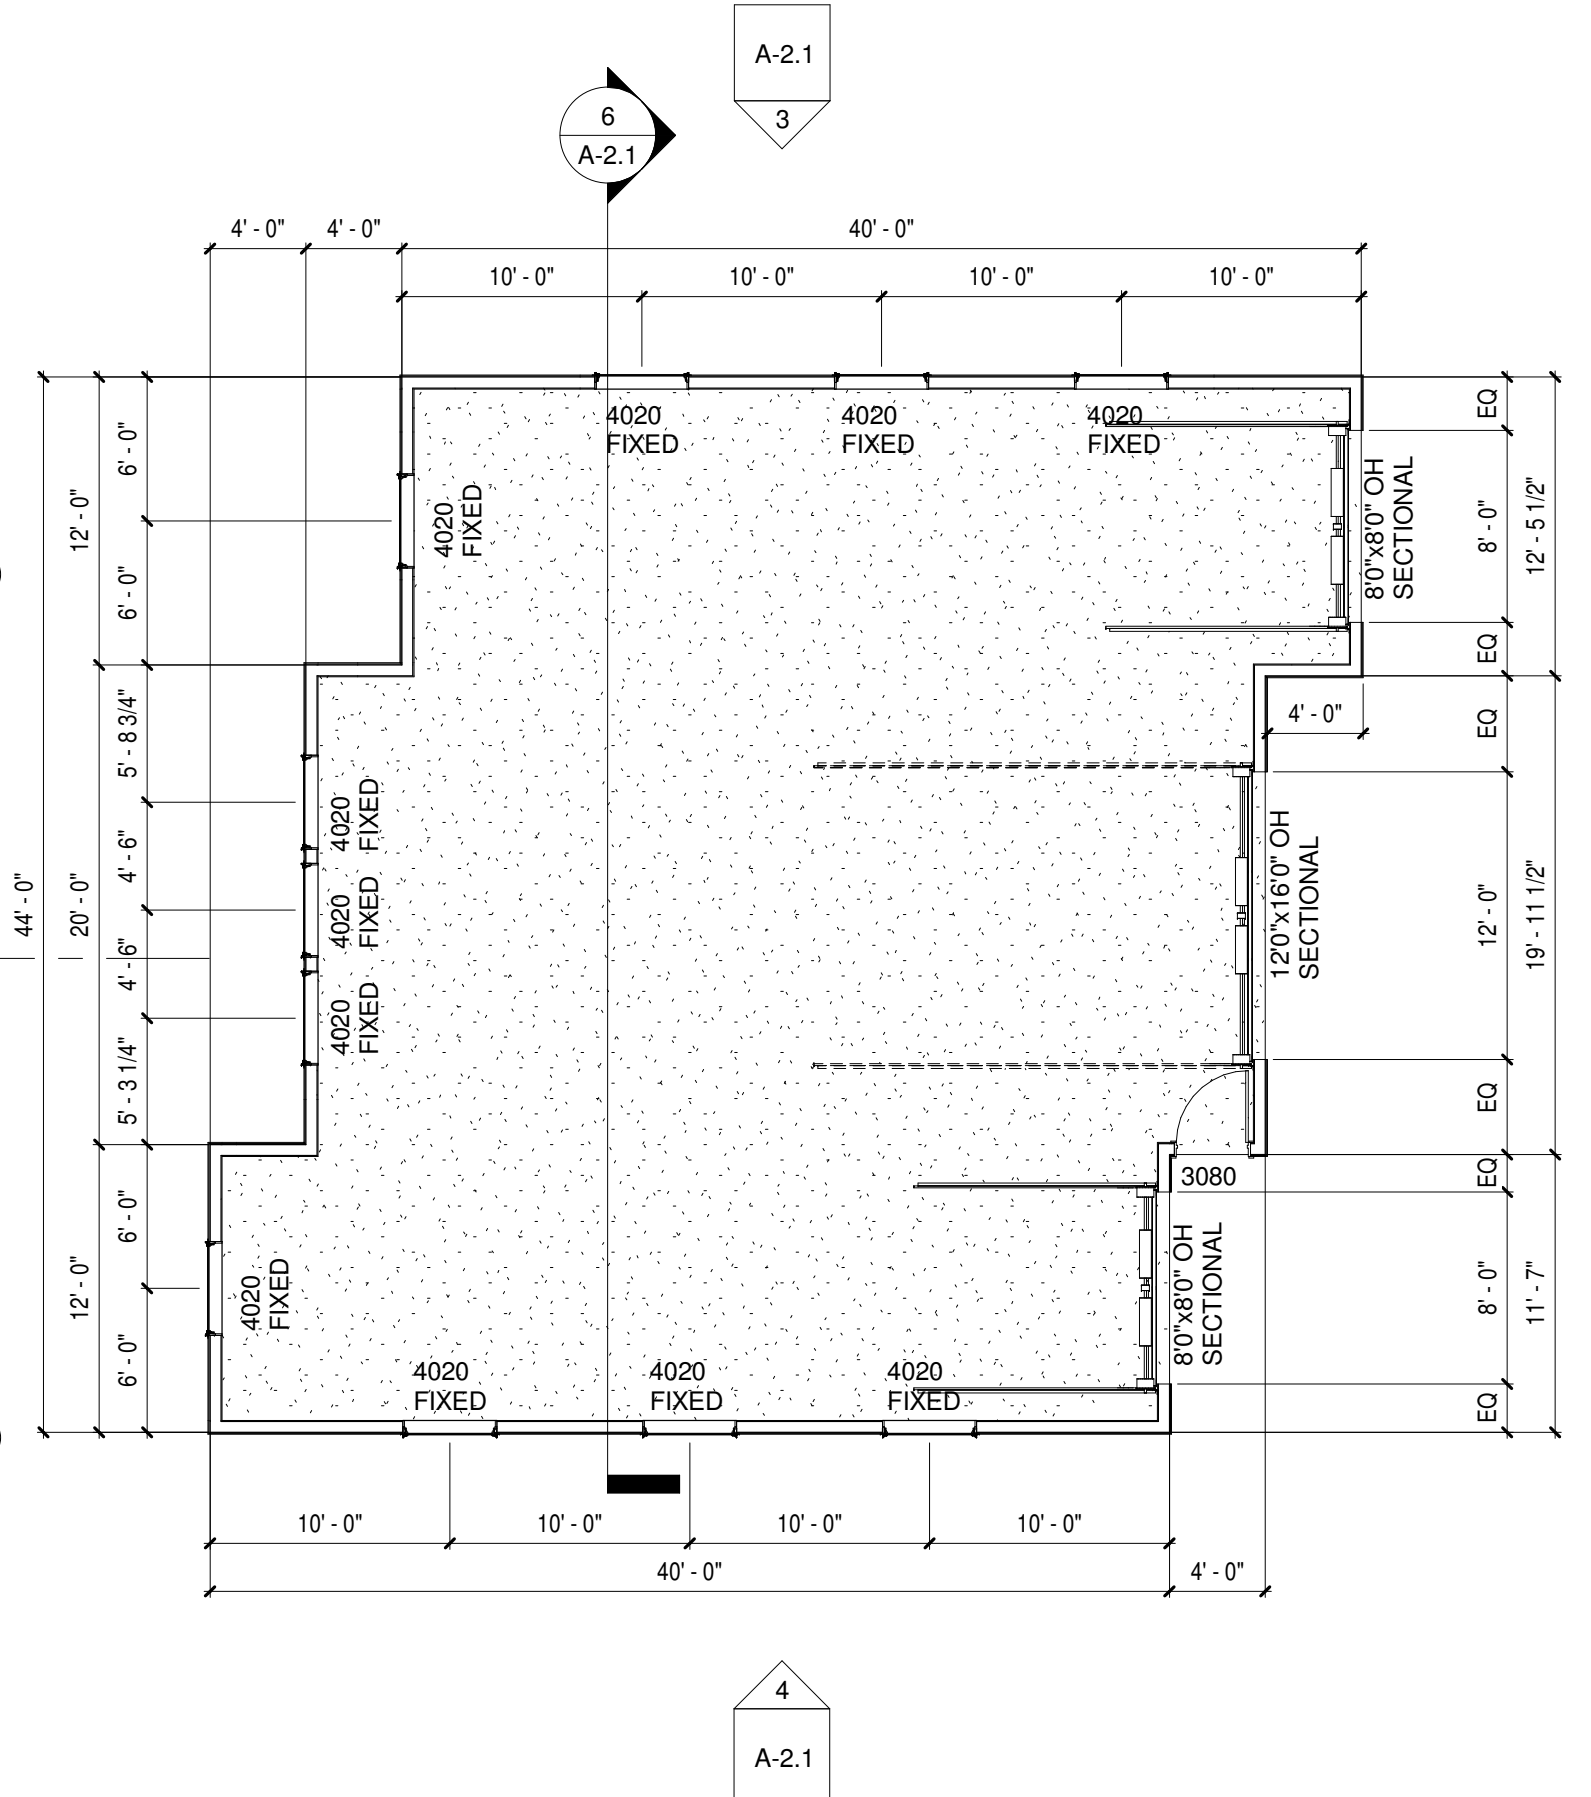 A-2.1
3
6
A-2.1
4' - 0"
4' - 0"
40' - 0"
10' - 0"
10' - 0"
10' - 0"
10' - 0"
4020
FIXED
4020
FIXED
4020
FIXED
4020
FIXED
8'0"x8'0" OH
SECTIONAL
EQ
8' - 0"
EQ
12' - 5 1/2"
6' - 0"
6' - 0"
12' - 0"
4' - 0"
5' - 8 3/4"
4' - 6"
4' - 6"
5' - 3 1/4"
20' - 0"
44' - 0"
4020
FIXED
4020
FIXED
4020
FIXED
12'0"x16'0" OH
SECTIONAL
EQ
12' - 0"
EQ
19' - 11 1/2"
3080
6' - 0"
6' - 0"
12' - 0"
4020
FIXED
8'0"x8'0" OH
SECTIONAL
EQ
8' - 0"
EQ
11' - 7"
4020
FIXED
4020
FIXED
4020
FIXED
10' - 0"
10' - 0"
10' - 0"
10' - 0"
40' - 0"
4' - 0"
4
A-2.1